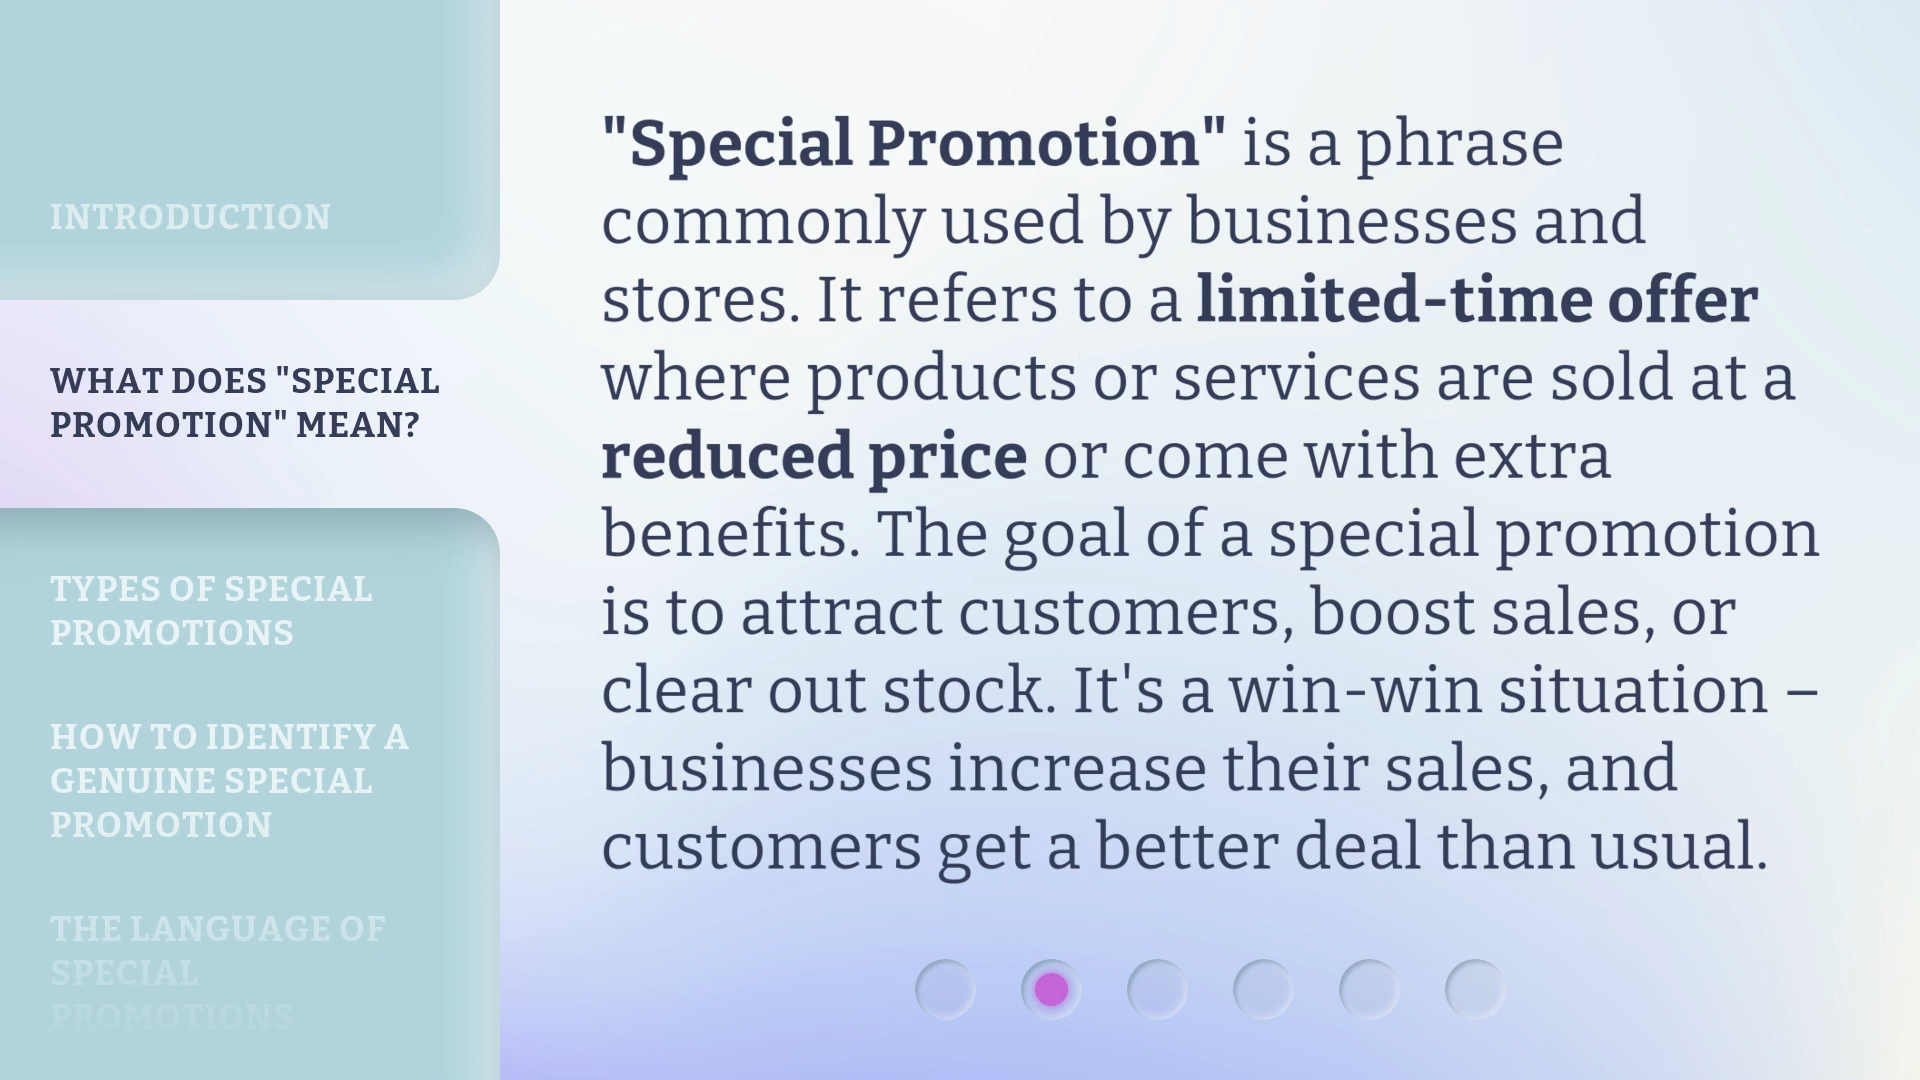 INTRODUCTION
WHAT DOES "SPECIAL
PROMOTION" MEAN?
TYPES OF SPECIAL
PROMOTIONS
HOW TO IDENTIFY A
GENUINE SPECIAL
PROMOTION
THE LANGUAGE OF
SPECIAL
PROMOTIONS
"Special Promotion" is a phrase
commonly used by businesses and
stores. It refers to a limited-time offer
where products or services are sold at a
reduced price or come with extra
benefits. The goal of a special promotion
is to attract customers, boost sales, or
clear out stock. It's a win-win situation –
businesses increase their sales, and
customers get a better deal than usual.